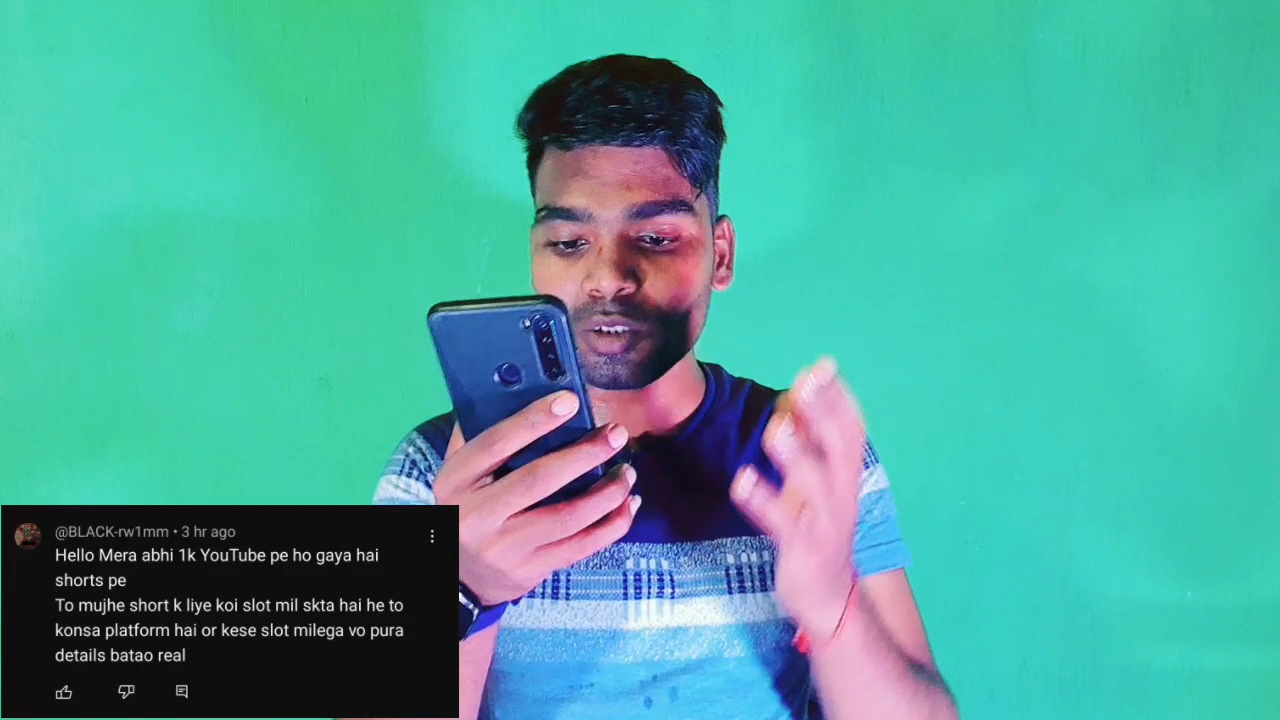 @BLACK-rw1mm • 3 hr ago
Hello Mera abhi 1k YouTube pe ho gaya hai
shorts pe
To mujhe short k liye koi slot mil skta hai he to
konsa platform hai or kese slot milega vo pura
details batao real